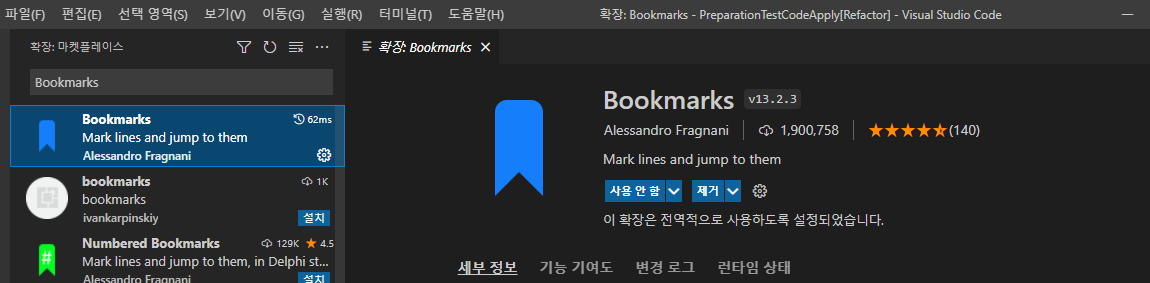 파일(F) 편집(E) 선택 영역(S) 보기(V) 이동(G) 실행(R) 터미널(T) 도움말(H) 확장: Bookmarks - PreparationTestCodeApply[Refactor] - Visual Studio Code
확장: 마켓플레이스
Bookmarks
Bookmarks 62ms
Mark lines and jump to them
Alessandro Fragnani
bookmarks 1K
bookmarks
ivankarpinskiy 설치
Numbered Bookmarks 129K ★ 4.5
Mark lines and jump to them, in Delphi st...
Alessandro Fragnani 설치
확장: Bookmarks
Bookmarks v13.2.3
Alessandro Fragnani 1,900,758 (140)
Mark lines and jump to them
사용 안 함 제거
이 확장은 전역적으로 사용하도록 설정되었습니다.
세부 정보 기능 기여도 변경 로그 런타임 상태